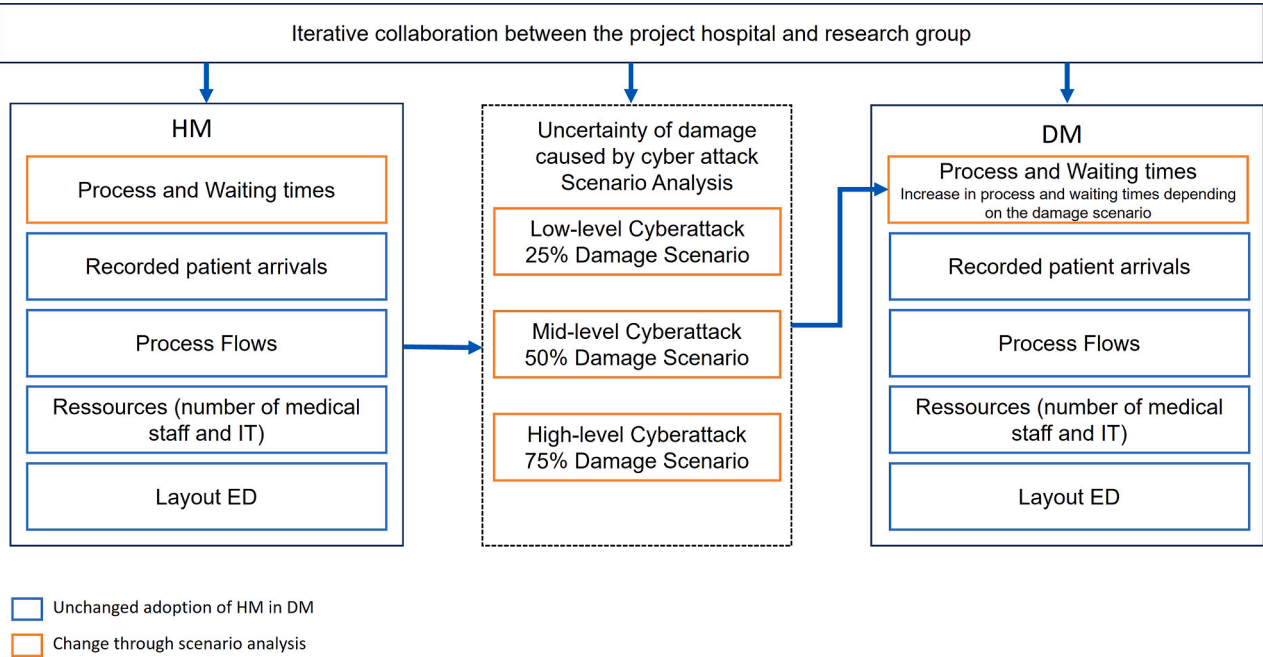 Iterative collaboration between the project hospital and research group
HM
Process and Waiting times
Recorded patient arrivals
Process Flows
Ressources (number of medical
staff and IT)
Layout ED
Uncertainty of damage
caused by cyber attack
Scenario Analysis
Low-level Cyberattack
25% Damage Scenario
Mid-level Cyberattack
50% Damage Scenario
High-level Cyberattack
75% Damage Scenario
DM
Process and Waiting times
Increase in process and waiting times depending
on the damage scenario
Recorded patient arrivals
Process Flows
Ressources (number of medical
staff and IT)
Layout ED
Unchanged adoption of HM in DM
Change through scenario analysis